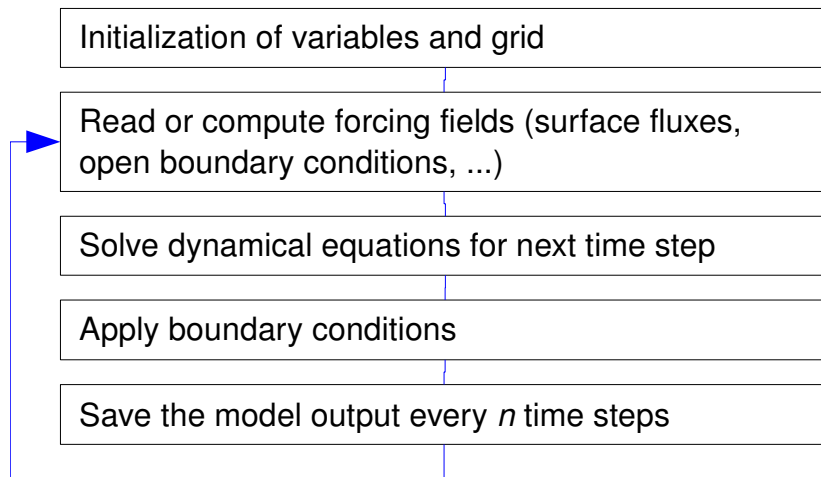 Initialization of variables and grid
Read or compute forcing fields (surface fluxes,
open boundary conditions, ...)
Solve dynamical equations for next time step
Apply boundary conditions
Save the model output every n time steps